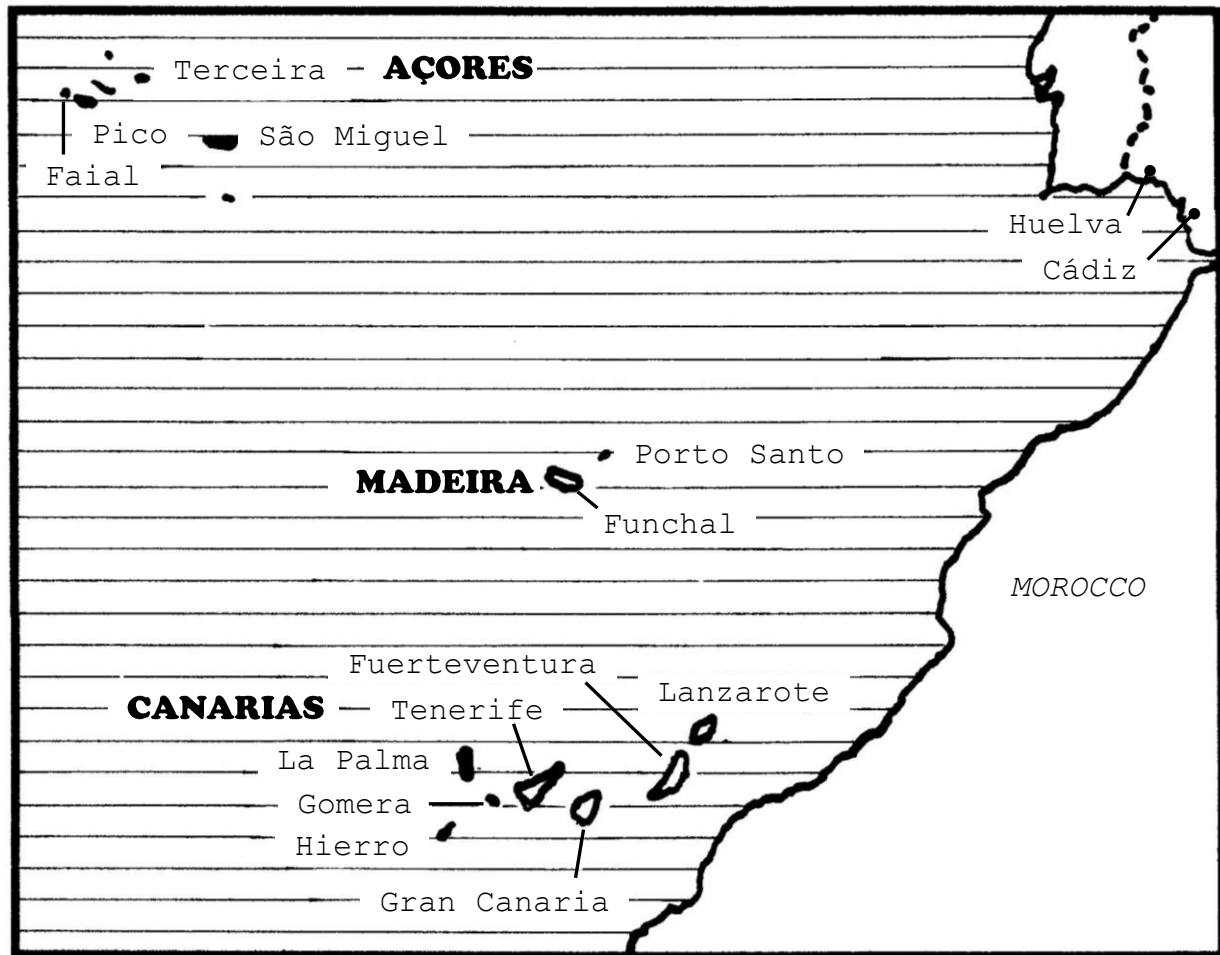 Terceira AÇORES
Pico São Miguel
Faial
Huelva
Cádiz
Porto Santo
MADEIRA
Funchal
MOROCCO
Fuerteventura
Lanzarote
CANARIAS Tenerife
La Palma
Gomera
Hierro
Gran Canaria